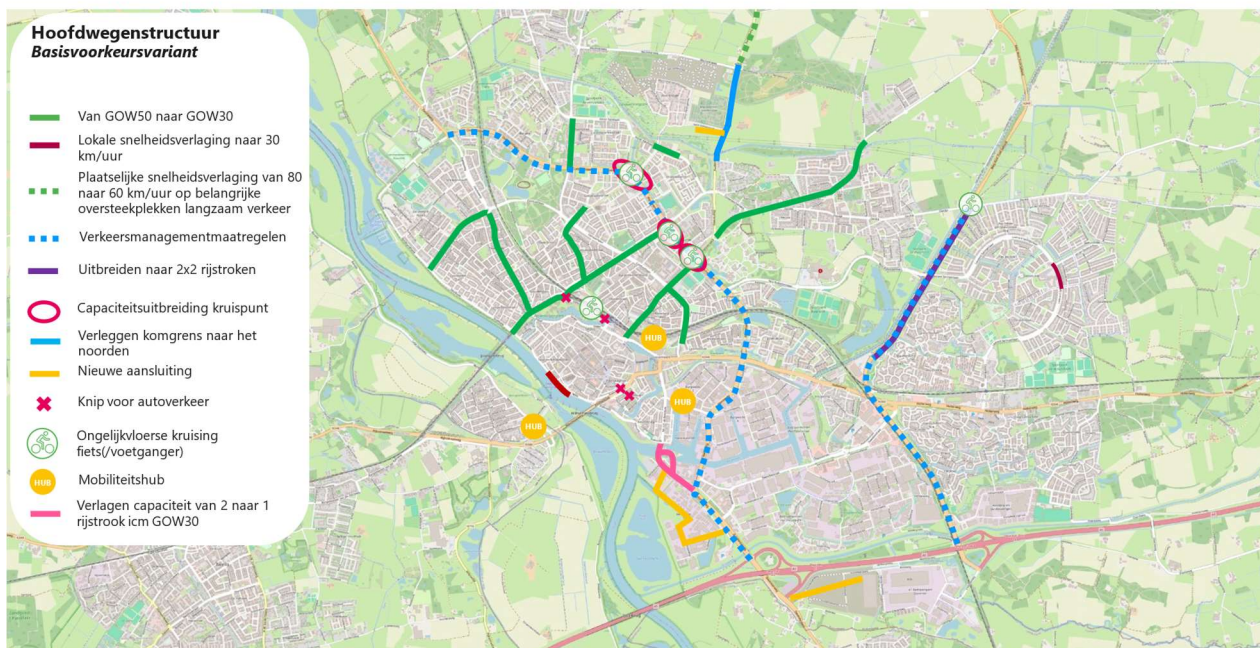 Hoofdwegenstructuur
Basisvoorkeursvariant
Van GOW50 naar GOW30
Lokale snelheidsverlaging naar 30
km/uur
Plaatselijke snelheidsverlaging van 80
naar 60 km/uur op belangrijke
oversteekplekken langzaam verkeer
Verkeersmanagementmaatregelen
Uitbreiden naar 2x2 rijstroken
Capaciteitsuitbreiding kruispunt
Verleggen komgrens naar het
noorden
Nieuwe aansluiting
Knip voor autoverkeer
Ongelijkvloerse kruising
fiets(/voetganger)
HUB
Mobiliteitshub
Verlagen capaciteit van 2 naar 1
rijstrook icm GOW30
HUB
HUB
HUB